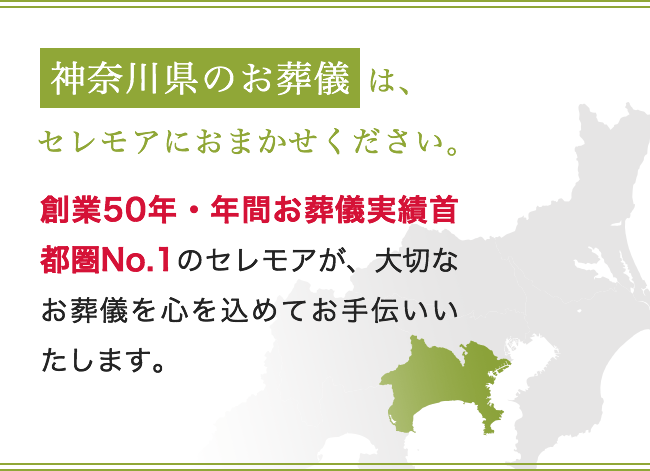 神奈川県のお葬儀は、
セレモアにおまかせください。
創業50年・年間お葬儀実績首
都圏No.1のセレモアが、大切な
お葬儀を心を込めてお手伝いい
たします。